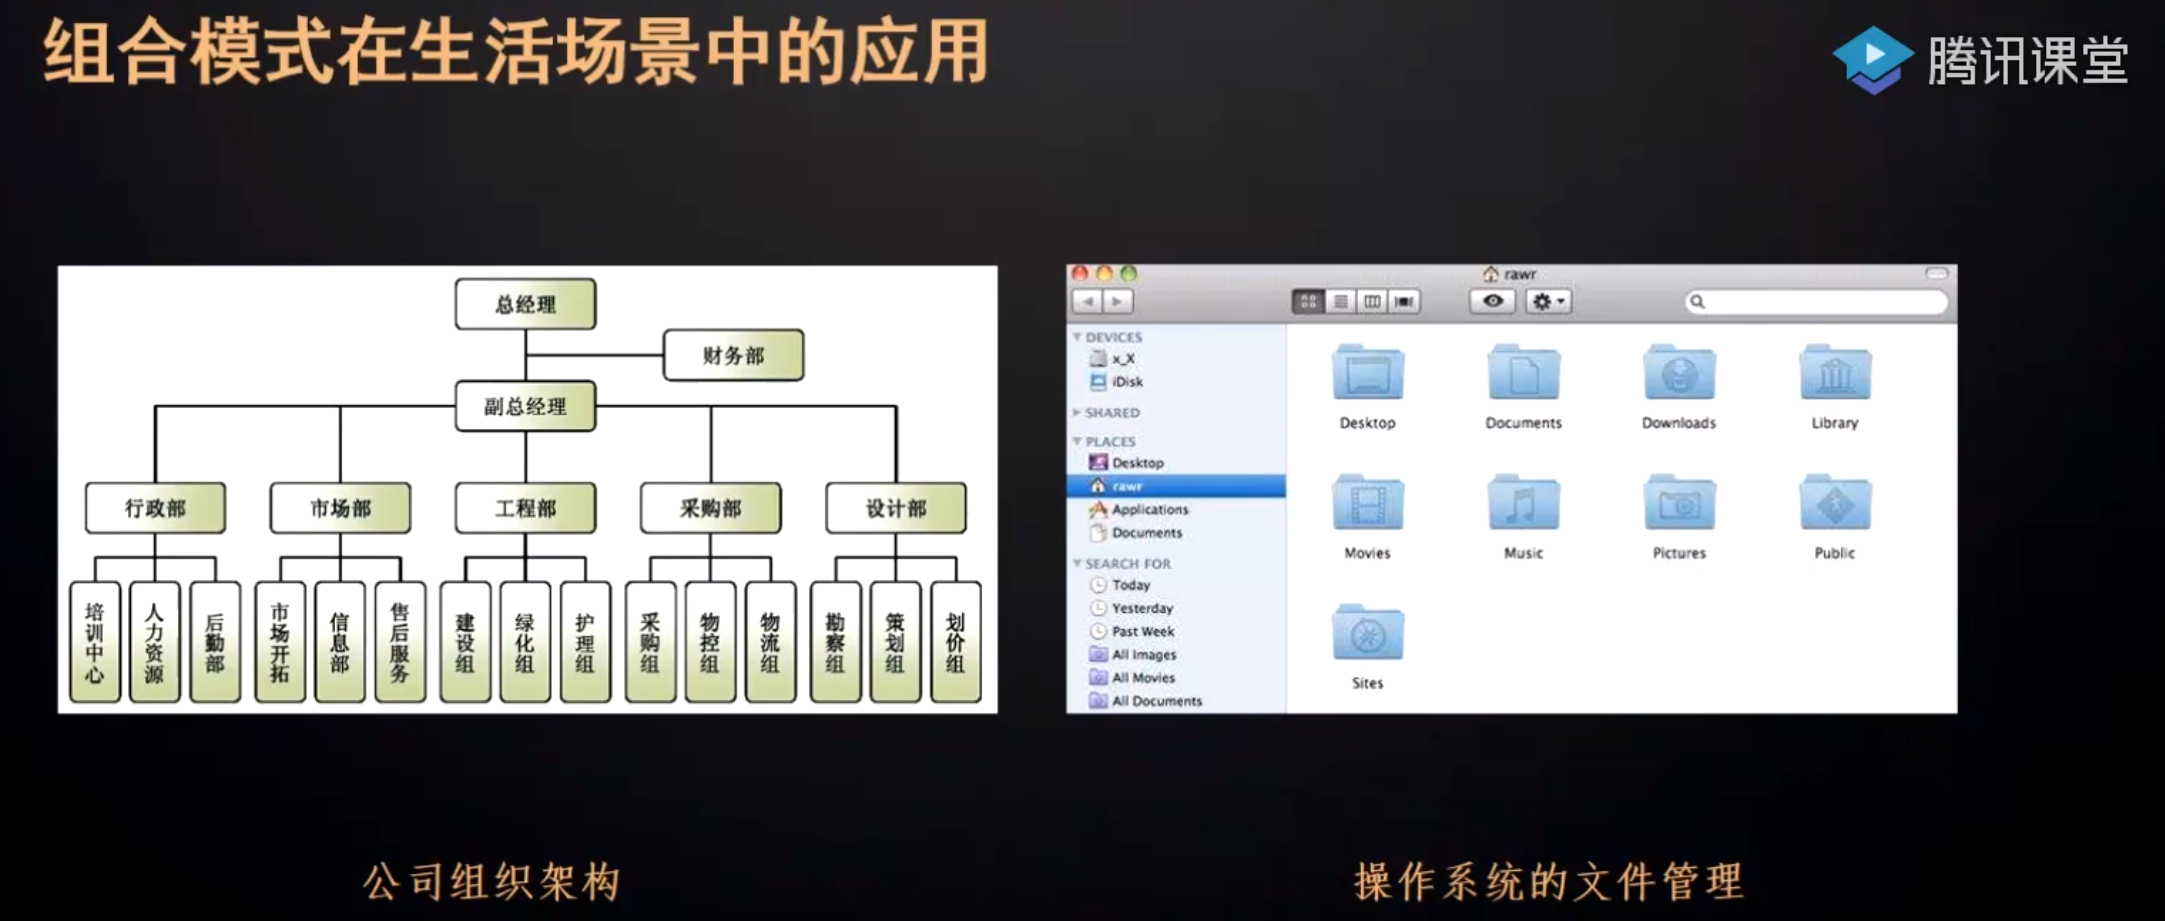 组合模式在生活场景中的应用
腾讯课堂
总经理
财务部
副总经理
行政部
市场部
工程部
采购部
设计部
培训中心
人力资源
后勤部
市场开拓
信息部
售后服务
建设组
绿化组
护理组
采购组
物控组
物流组
勘察组
策划组
划价组
rawr
DEVICES
x_X
iDisk
SHARED
PLACES
Desktop
rawr
Applications
Documents
SEARCH FOR
Today
Yesterday
Past Week
All Images
All Movies
All Documents
Desktop
Documents
Downloads
Library
Movies
Music
Pictures
Public
Sites
公司组织架构
操作系统的文件管理